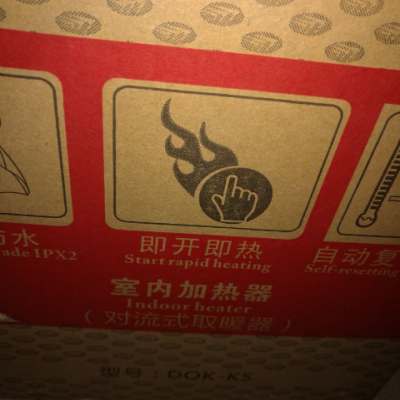 防水
rade IPX2
即开即热
Start rapid heating
自动复
Self-resetting
室内加热器
Indoor heater
(对流式取暖器)
型号:DOK-K5